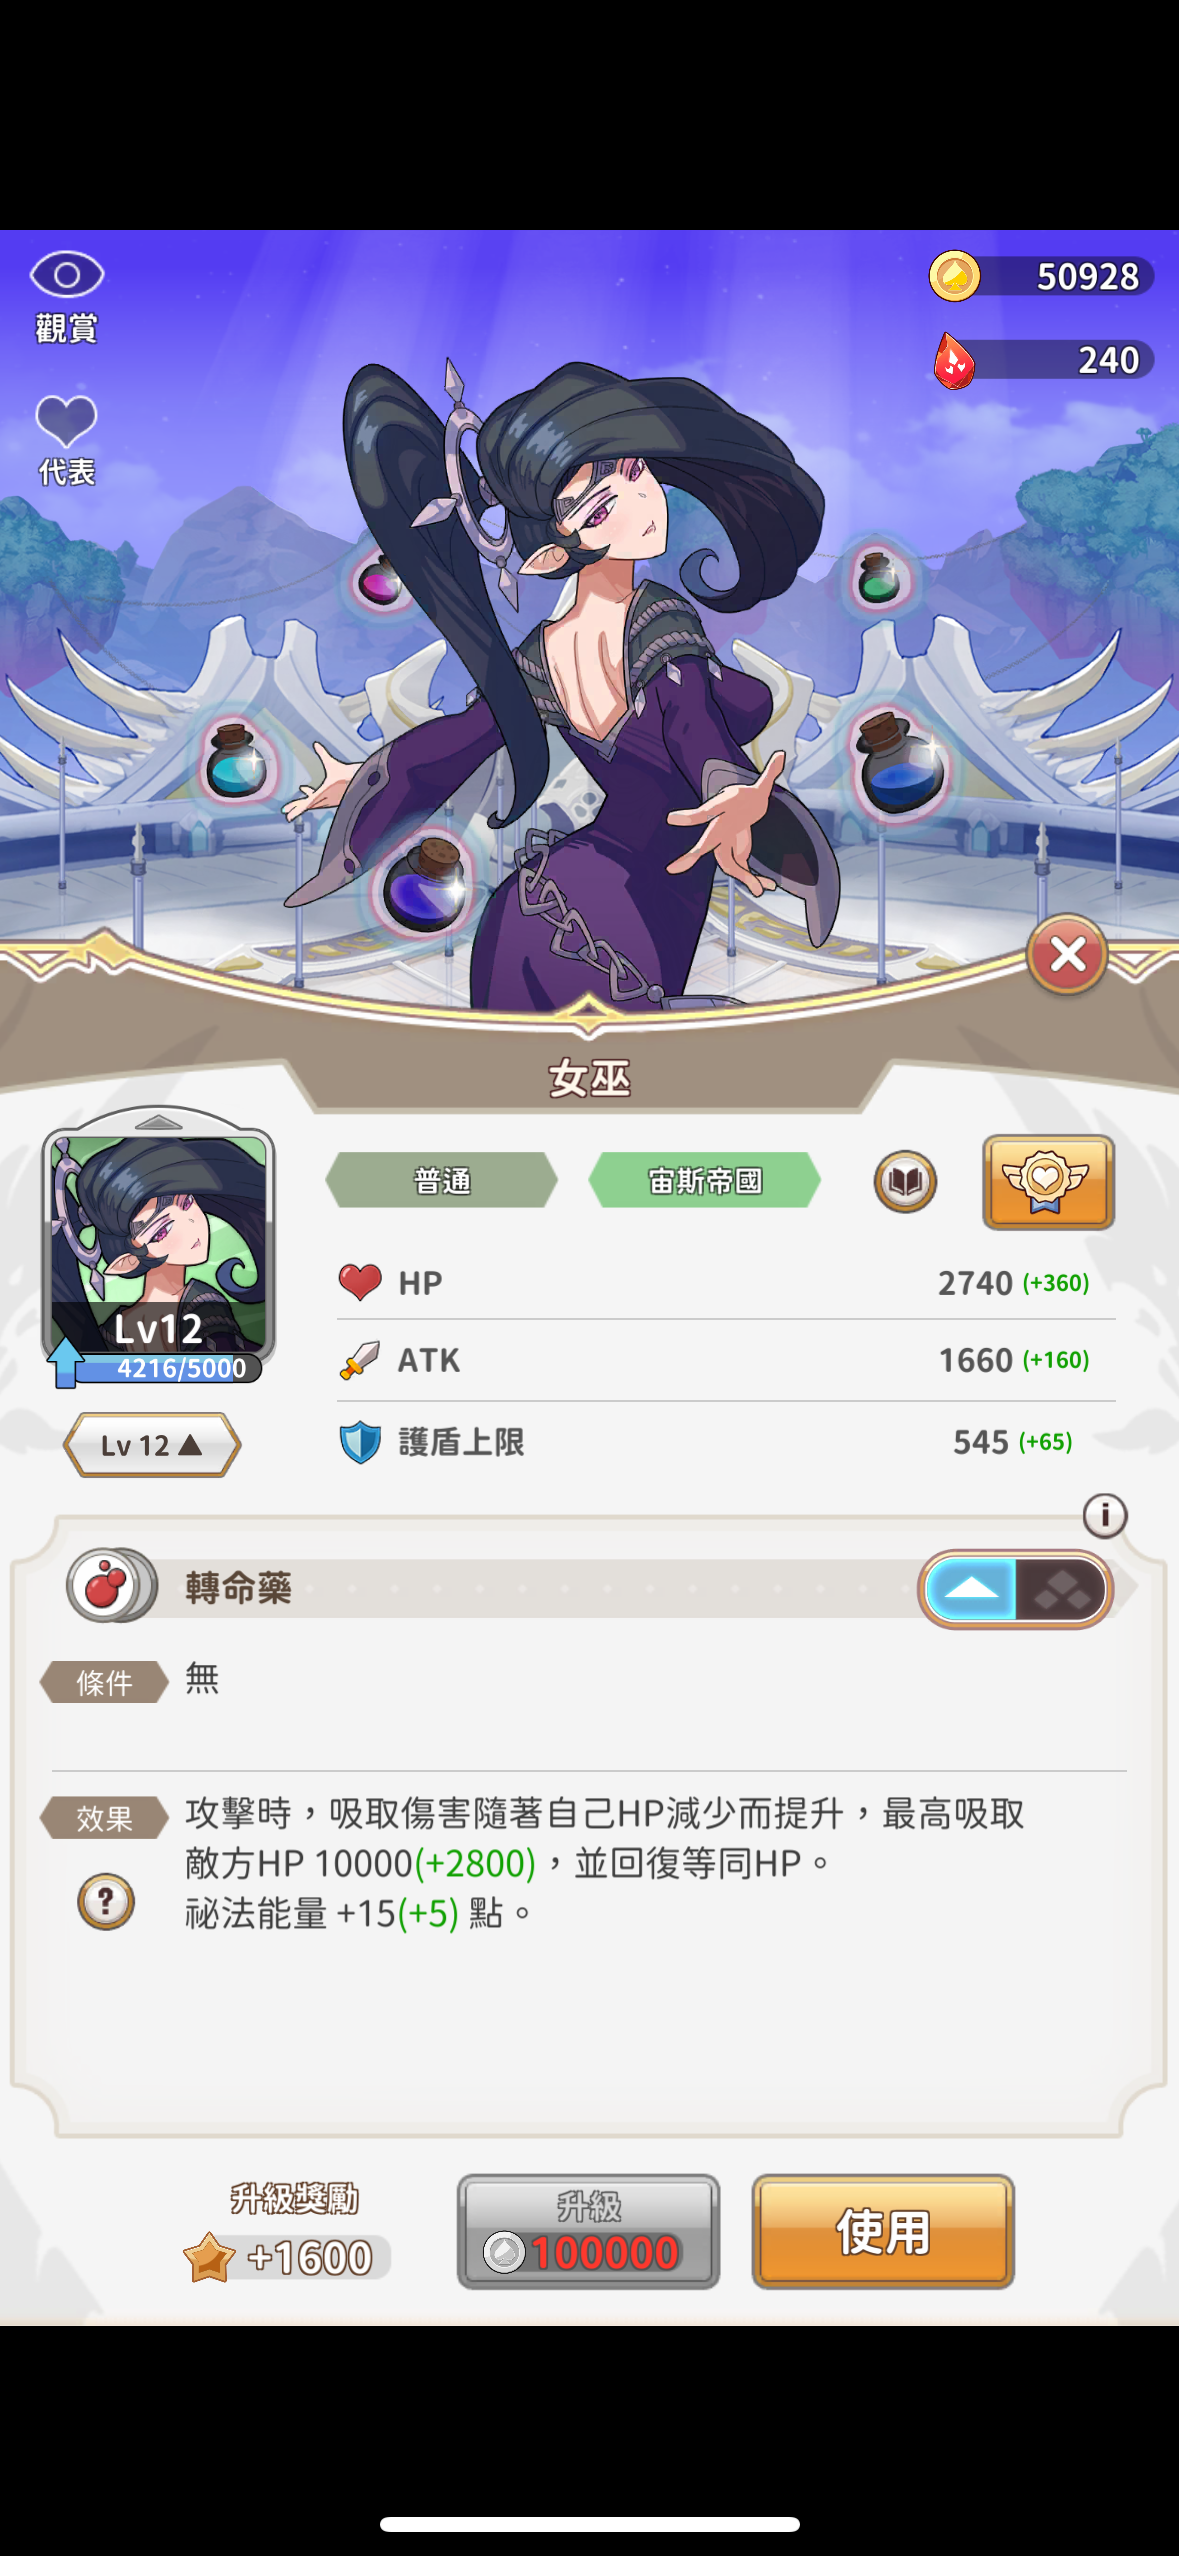 觀賞
50928
240
代表
女巫
普通
宙斯帝國
HP
2740 (+360)
ATK
1660 (+160)
護盾上限
545 (+65)
Lv12
4216/5000
Lv 12 ▲
i
轉命藥
條件
無
效果
攻擊時，吸取傷害隨著自己HP減少而提升，最高吸取
敵方HP 10000(+2800)，並回復等同HP。
祕法能量 +15(+5) 點。
?
升級獎勵
+1600
升級
100000
使用